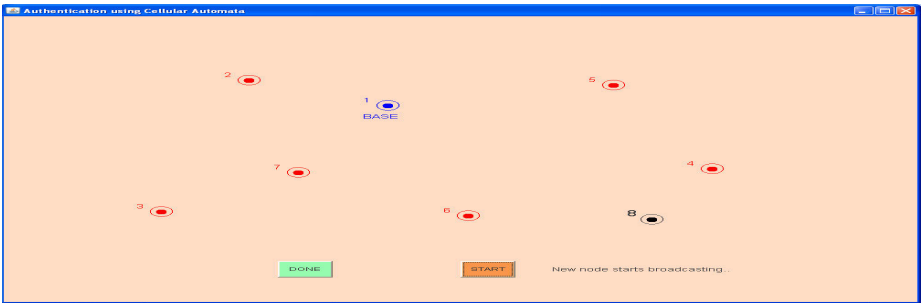 Authentication using Cellular Automata
2
5
1
BASE
7
4
3
6
8
DONE
START
New node starts broadcasting..